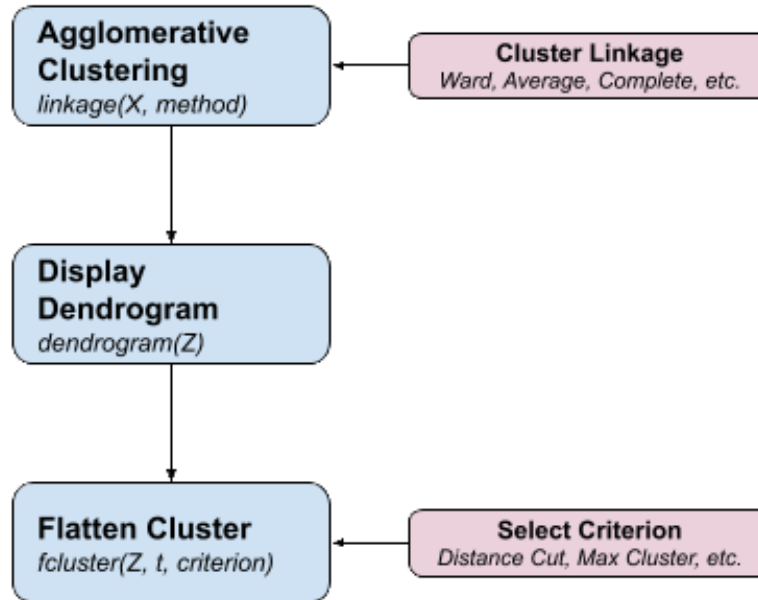 Agglomerative
Clustering
linkage(X, method)
Cluster Linkage
Ward, Average, Complete, etc.
Display
Dendrogram
dendrogram(Z)
Flatten Cluster
fcluster(Z, t, criterion)
Select Criterion
Distance Cut, Max Cluster, etc.